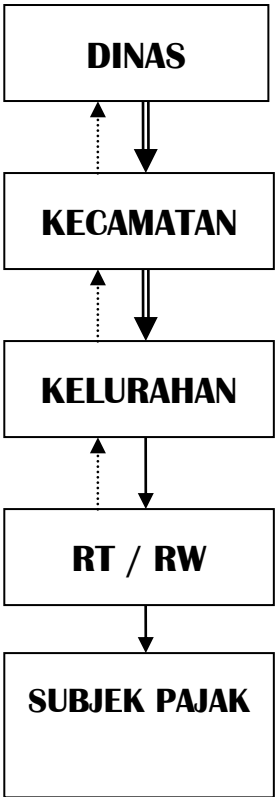 DINAS
KECAMATAN
KELURAHAN
RT / RW
SUBJEK PAJAK